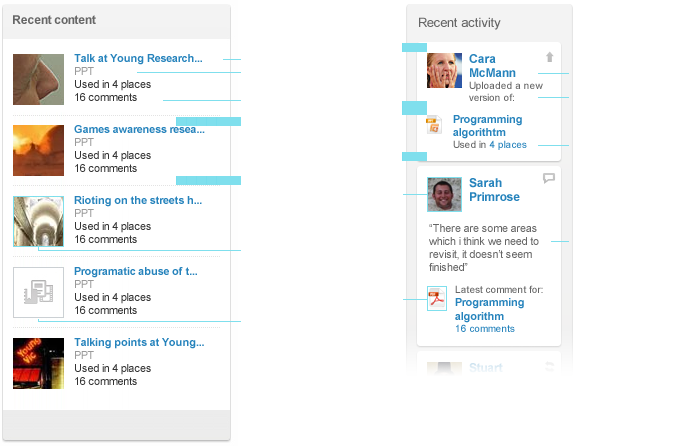 Recent content
Talk at Young Research...
PPT
Used in 4 places
16 comments
Games awareness resea...
PPT
Used in 4 places
16 comments
Rioting on the streets h...
PPT
Used in 4 places
16 comments
Programatic abuse of t...
PPT
Used in 4 places
16 comments
Young
Vic
Talking points at Young...
PPT
Used in 4 places
16 comments
Recent activity
Cara
McMann
Uploaded a new
version of:
Programming
algorithtm
Used in 4 places
Sarah
Primrose
“There are some areas
which i think we need to
revisit, it doesn’t seem
finished”
Latest comment for:
Programming
algorithm
16 comments
Stuart